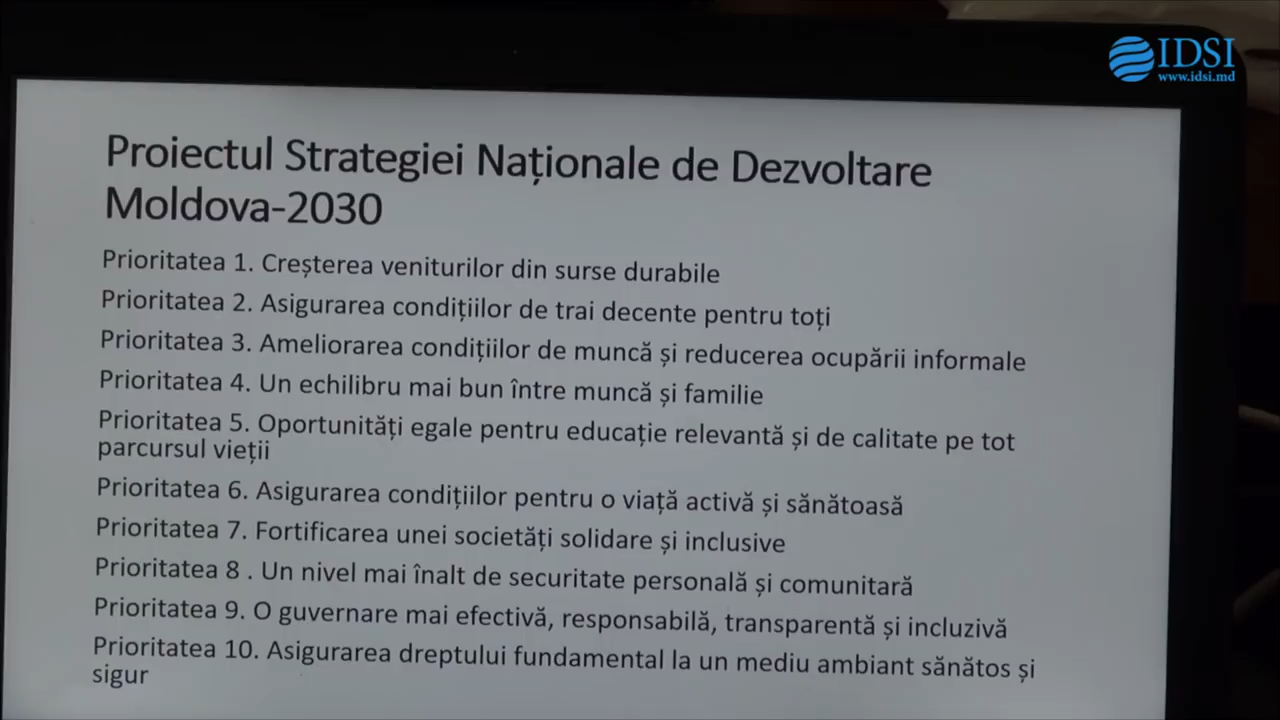 IDSI
www.idsi.md
Proiectul Strategiei Naționale de Dezvoltare
Moldova-2030
Prioritatea 1. Creșterea veniturilor din surse durabile
Prioritatea 2. Asigurarea condițiilor de trai decente pentru toți
Prioritatea 3. Ameliorarea condițiilor de muncă și reducerea ocupării informale
Prioritatea 4. Un echilibru mai bun între muncă și familie
Prioritatea 5. Oportunități egale pentru educație relevantă și de calitate pe tot
parcursul vieții
Prioritatea 6. Asigurarea condițiilor pentru o viață activă și sănătoasă
Prioritatea 7. Fortificarea unei societăți solidare și inclusive
Prioritatea 8 . Un nivel mai înalt de securitate personală și comunitară
Prioritatea 9. O guvernare mai efectivă, responsabilă, transparentă și incluzivă
Prioritatea 10. Asigurarea dreptului fundamental la un mediu ambiant sănătos și
sigur